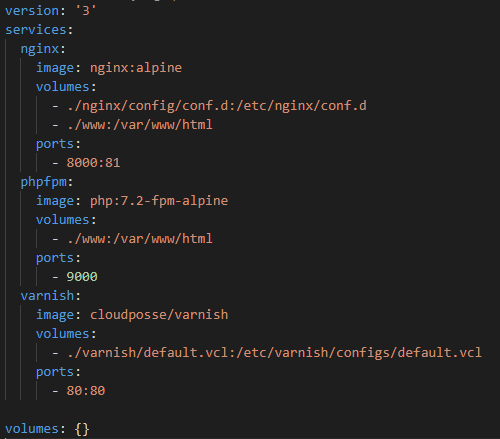 version: '3'
services:
  nginx:
    image: nginx:alpine
    volumes:
      - ./nginx/config/conf.d:/etc/nginx/conf.d
      - ./www:/var/www/html
    ports:
      - 8000:81
  phpfpm:
    image: php:7.2-fpm-alpine
    volumes:
      - ./www:/var/www/html
    ports:
      - 9000
  varnish:
    image: cloudposse/varnish
    volumes:
      - ./varnish/default.vcl:/etc/varnish/configs/default.vcl
    ports:
      - 80:80

volumes: {}